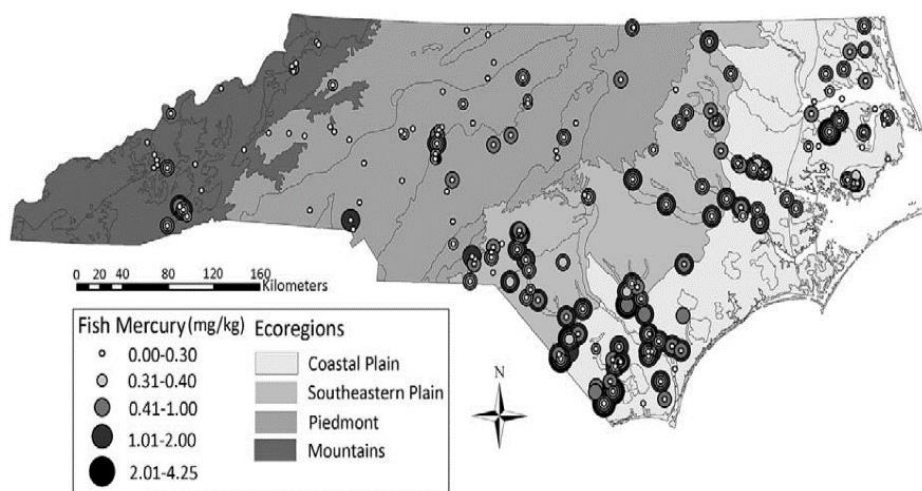 0 20 40 80 120 160
Kilometers
Fish Mercury (mg/kg)
0.00-0.30
0.31-0.40
0.41-1.00
1.01-2.00
2.01-4.25
Ecoregions
Coastal Plain
Southeastern Plain
Piedmont
Mountains
N